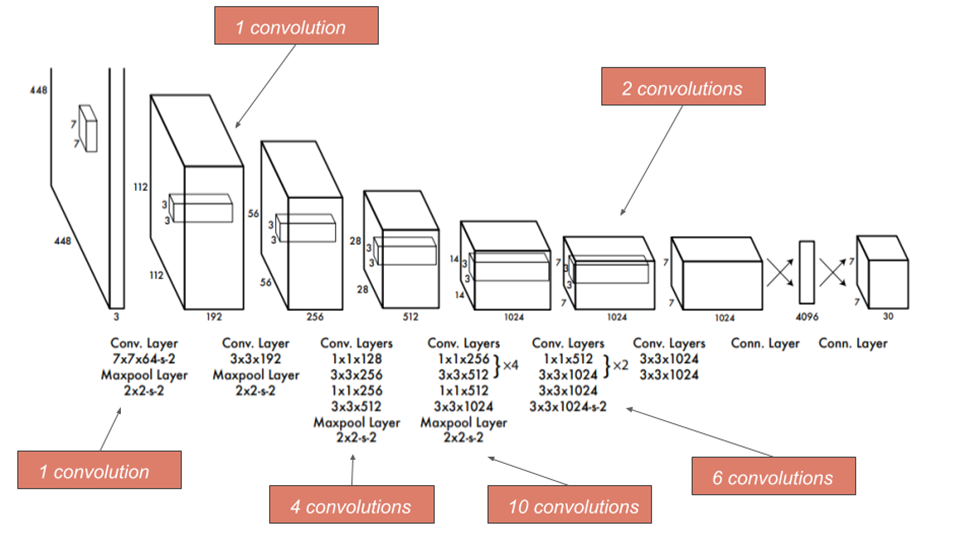 1 convolution
2 convolutions
448
7
7
448
3
112
3
3
112
192
56
3
3
56
256
28
3
3
28
512
14
3
3
14
1024
7
3
3
7
1024
7
7
1024
4096
7
7
30
Conv. Layer
7x7x64-s-2
Maxpool Layer
2x2-s-2
Conv. Layer
3x3x192
Maxpool Layer
2x2-s-2
Conv. Layers
1x1x128
3x3x256
1x1x256
3x3x512
Maxpool Layer
2x2-s-2
Conv. Layers
1x1x256
3x3x512
}×4
1x1x512
3x3x1024
Maxpool Layer
2x2-s-2
Conv. Layers
1x1x512
3x3x1024
}×2
3x3x1024
3x3x1024-s-2
Conv. Layers
3x3x1024
3x3x1024
Conn. Layer
Conn. Layer
1 convolution
4 convolutions
10 convolutions
6 convolutions